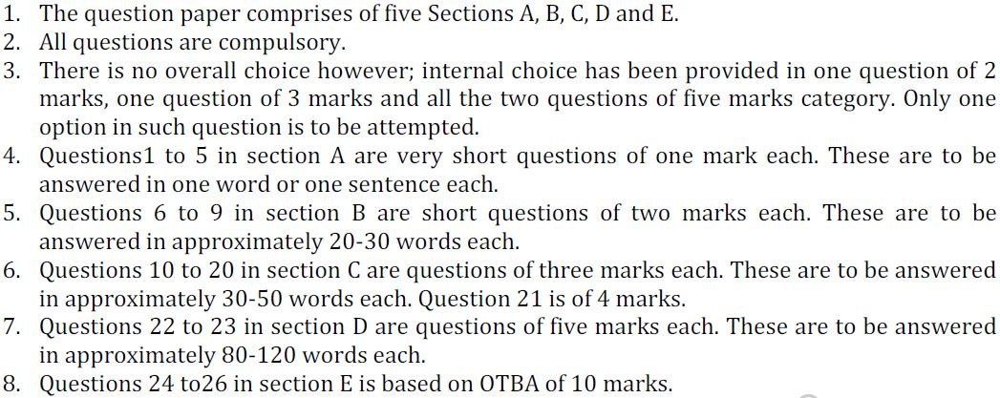 1. The question paper comprises of five Sections A, B, C, D and E.
2. All questions are compulsory.
3. There is no overall choice however; internal choice has been provided in one question of 2
marks, one question of 3 marks and all the two questions of five marks category. Only one
option in such question is to be attempted.
4. Questions1 to 5 in section A are very short questions of one mark each. These are to be
answered in one word or one sentence each.
5. Questions 6 to 9 in section B are short questions of two marks each. These are to be
answered in approximately 20-30 words each.
6. Questions 10 to 20 in section C are questions of three marks each. These are to be answered
in approximately 30-50 words each. Question 21 is of 4 marks.
7. Questions 22 to 23 in section D are questions of five marks each. These are to be answered
in approximately 80-120 words each.
8. Questions 24 to26 in section E is based on OTBA of 10 marks.